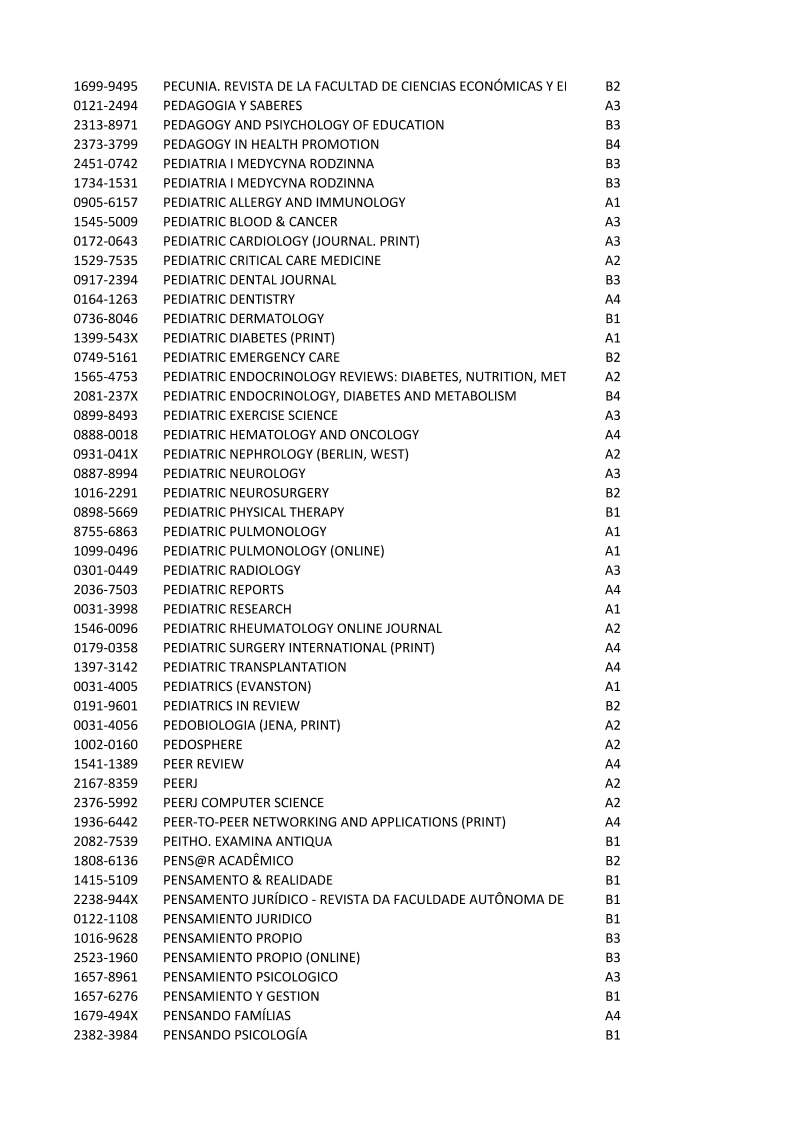 1699-9495 PECUNIA. REVISTA DE LA FACULTAD DE CIENCIAS ECONÓMICAS Y EI B2
0121-2494 PEDAGOGIA Y SABERES A3
2313-8971 PEDAGOGY AND PSIYCHOLOGY OF EDUCATION B3
2373-3799 PEDAGOGY IN HEALTH PROMOTION B4
2451-0742 PEDIATRIA I MEDYCYNA RODZINNA B3
1734-1531 PEDIATRIA I MEDYCYNA RODZINNA B3
0905-6157 PEDIATRIC ALLERGY AND IMMUNOLOGY A1
1545-5009 PEDIATRIC BLOOD & CANCER A3
0172-0643 PEDIATRIC CARDIOLOGY (JOURNAL. PRINT) A3
1529-7535 PEDIATRIC CRITICAL CARE MEDICINE A2
0917-2394 PEDIATRIC DENTAL JOURNAL B3
0164-1263 PEDIATRIC DENTISTRY A4
0736-8046 PEDIATRIC DERMATOLOGY B1
1399-543X PEDIATRIC DIABETES (PRINT) A1
0749-5161 PEDIATRIC EMERGENCY CARE B2
1565-4753 PEDIATRIC ENDOCRINOLOGY REVIEWS: DIABETES, NUTRITION, MET A2
2081-237X PEDIATRIC ENDOCRINOLOGY, DIABETES AND METABOLISM B4
0899-8493 PEDIATRIC EXERCISE SCIENCE A3
0888-0018 PEDIATRIC HEMATOLOGY AND ONCOLOGY A4
0931-041X PEDIATRIC NEPHROLOGY (BERLIN, WEST) A2
0887-8994 PEDIATRIC NEUROLOGY A3
1016-2291 PEDIATRIC NEUROSURGERY B2
0898-5669 PEDIATRIC PHYSICAL THERAPY B1
8755-6863 PEDIATRIC PULMONOLOGY A1
1099-0496 PEDIATRIC PULMONOLOGY (ONLINE) A1
0301-0449 PEDIATRIC RADIOLOGY A3
2036-7503 PEDIATRIC REPORTS A4
0031-3998 PEDIATRIC RESEARCH A1
1546-0096 PEDIATRIC RHEUMATOLOGY ONLINE JOURNAL A2
0179-0358 PEDIATRIC SURGERY INTERNATIONAL (PRINT) A4
1397-3142 PEDIATRIC TRANSPLANTATION A4
0031-4005 PEDIATRICS (EVANSTON) A1
0191-9601 PEDIATRICS IN REVIEW B2
0031-4056 PEDOBIOLOGIA (JENA, PRINT) A2
1002-0160 PEDOSPHERE A2
1541-1389 PEER REVIEW A4
2167-8359 PEERJ A2
2376-5992 PEERJ COMPUTER SCIENCE A2
1936-6442 PEER-TO-PEER NETWORKING AND APPLICATIONS (PRINT) A4
2082-7539 PEITHO. EXAMINA ANTIQUA B1
1808-6136 PENS@R ACADÊMICO B2
1415-5109 PENSAMENTO & REALIDADE B1
2238-944X PENSAMENTO JURÍDICO - REVISTA DA FACULDADE AUTÔNOMA DE B1
0122-1108 PENSAMIENTO JURIDICO B1
1016-9628 PENSAMIENTO PROPIO B3
2523-1960 PENSAMIENTO PROPIO (ONLINE) B3
1657-8961 PENSAMIENTO PSICOLOGICO A3
1657-6276 PENSAMIENTO Y GESTION B1
1679-494X PENSANDO FAMÍLIAS A4
2382-3984 PENSANDO PSICOLOGÍA B1